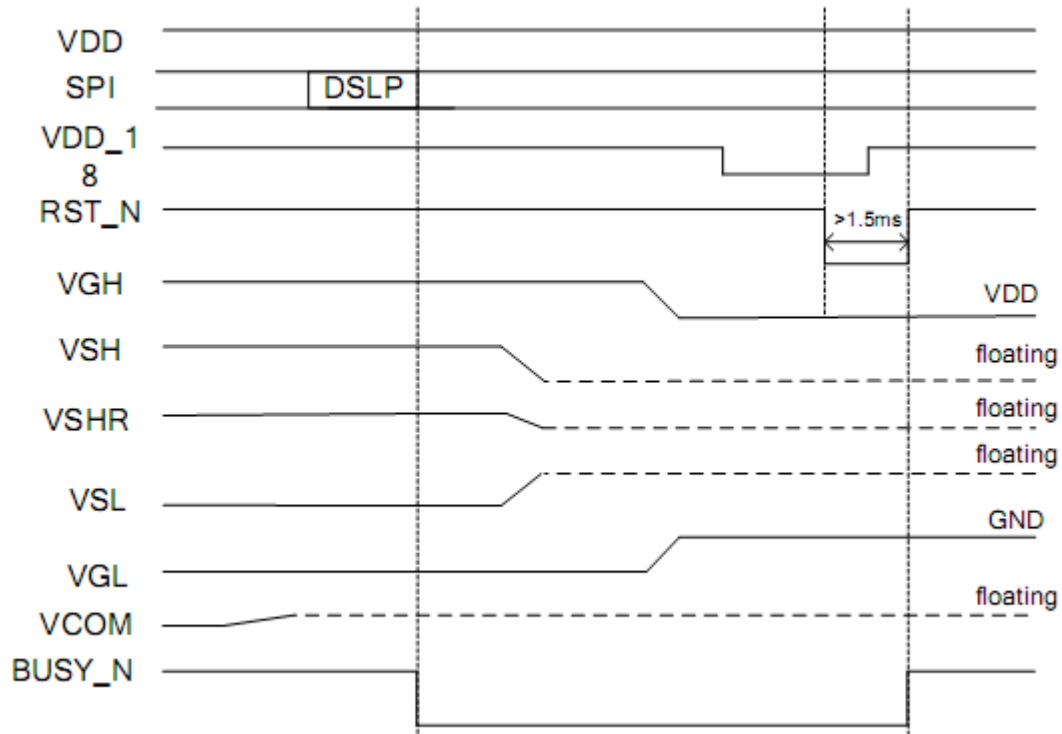 VDD
SPI
DSLP
VDD_1
8
RST_N
>1.5ms
VGH
VDD
VSH
floating
VSHR
floating
floating
VSL
GND
VGL
floating
VCOM
BUSY_N